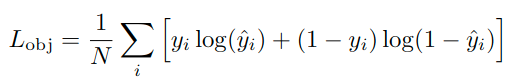 L_obj = \frac{1}{N} \sum_i \left[ y_i \log(\hat{y}_i) + (1 - y_i) \log(1 - \hat{y}_i) \right]